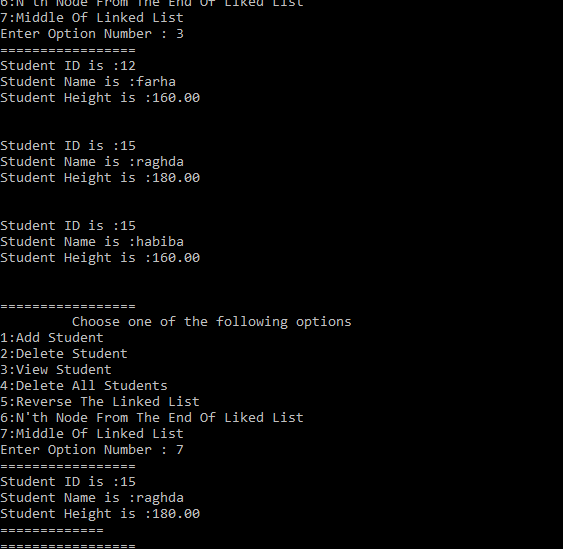 6:N'th Node From The End Of Liked List
7:Middle Of Linked List
Enter Option Number : 3
=================
Student ID is :12
Student Name is :farha
Student Height is :160.00
Student ID is :15
Student Name is :raghda
Student Height is :180.00
Student ID is :15
Student Name is :habiba
Student Height is :160.00
=================
Choose one of the following options
1:Add Student
2:Delete Student
3:View Student
4:Delete All Students
5:Reverse The Linked List
6:N'th Node From The End Of Liked List
7:Middle Of Linked List
Enter Option Number : 7
=================
Student ID is :15
Student Name is :raghda
Student Height is :180.00
=============
=================